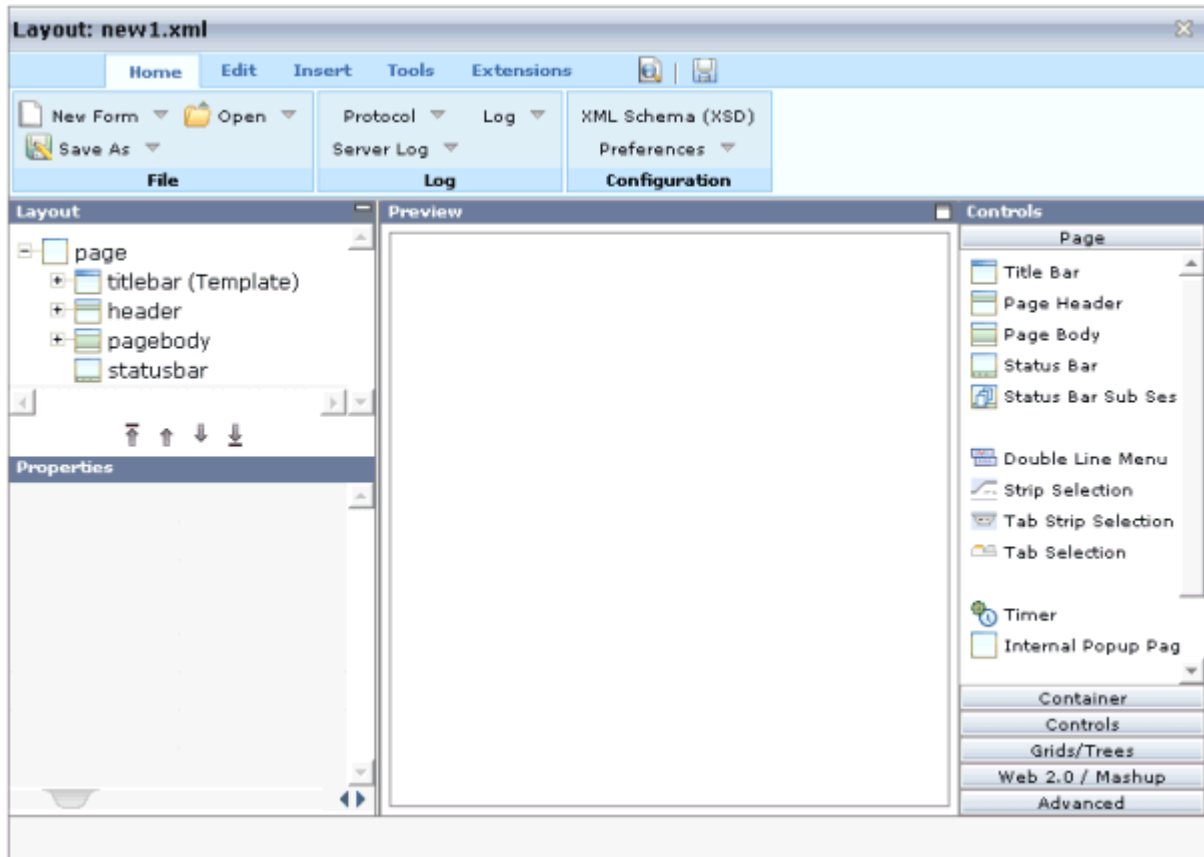 Layout: new1.xml
Home Edit Insert Tools Extensions
New Form Open Protocol Log XML Schema (XSD)
Save As Server Log Preferences
File Log Configuration
Layout
page
titlebar (Template)
header
pagebody
statusbar
Properties
Preview
Controls
Page
Title Bar
Page Header
Page Body
Status Bar
Status Bar Sub Ses
Double Line Menu
Strip Selection
Tab Strip Selection
Tab Selection
Timer
Internal Popup Pag
Container
Controls
Grids/Trees
Web 2.0 / Mashup
Advanced